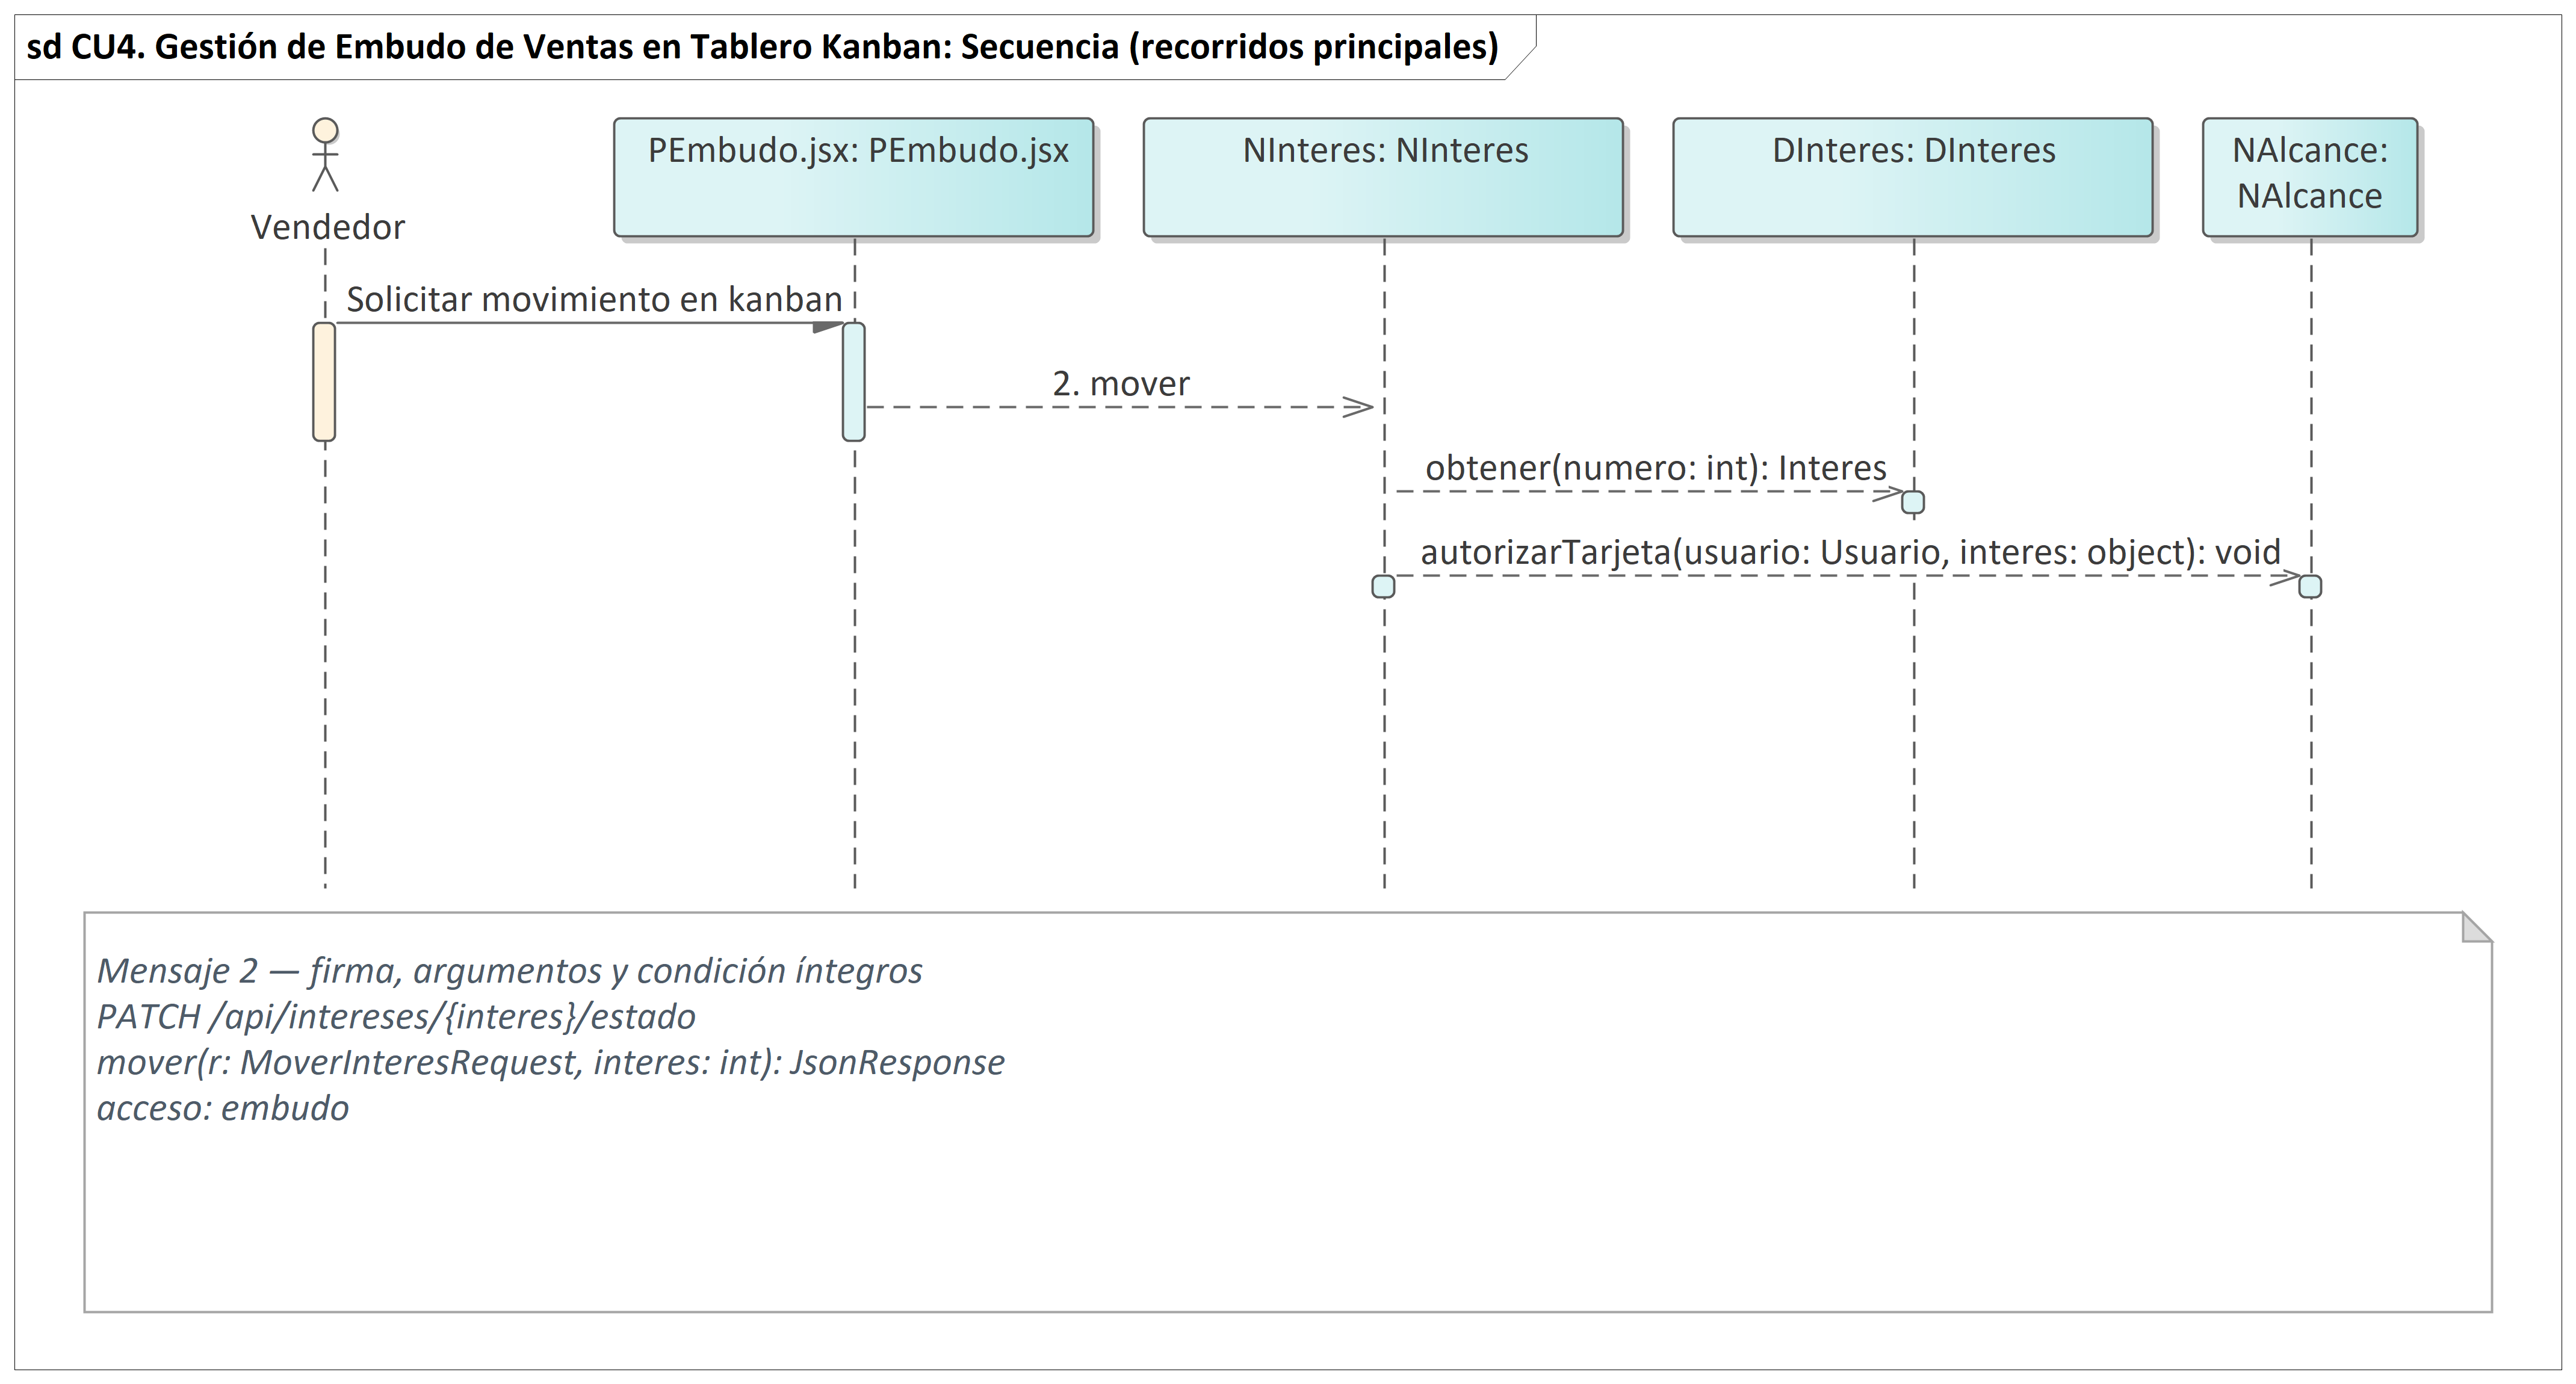 sd CU4. Gestión de Embudo de Ventas en Tablero Kanban: Secuencia (recorridos principales)
Vendedor
PEmbudo.jsx: PEmbudo.jsx
NInteres: NInteres
DInteres: DInteres
NAlcance:
NAlcance
Solicitar movimiento en kanban
2. mover
obtener(numero: int): Interes
autorizarTarjeta(usuario: Usuario, interes: object): void
Mensaje 2 — firma, argumentos y condición íntegros
PATCH /api/intereses/{interes}/estado
mover(r: MoverInteresRequest, interes: int): JsonResponse
acceso: embudo